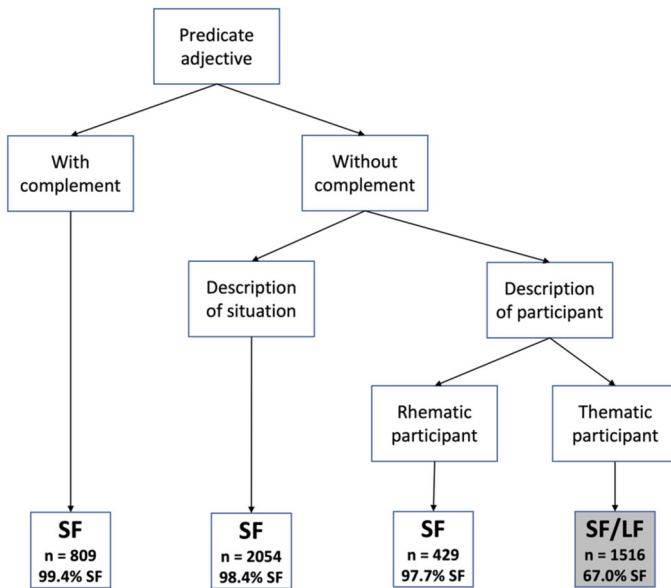 Predicate
adjective
With
complement
Without
complement
Description
of situation
Description
of participant
Rhematic
participant
Thematic
participant
SF
n = 809
99.4% SF
SF
n = 2054
98.4% SF
SF
n = 429
97.7% SF
SF/LF
n = 1516
67.0% SF